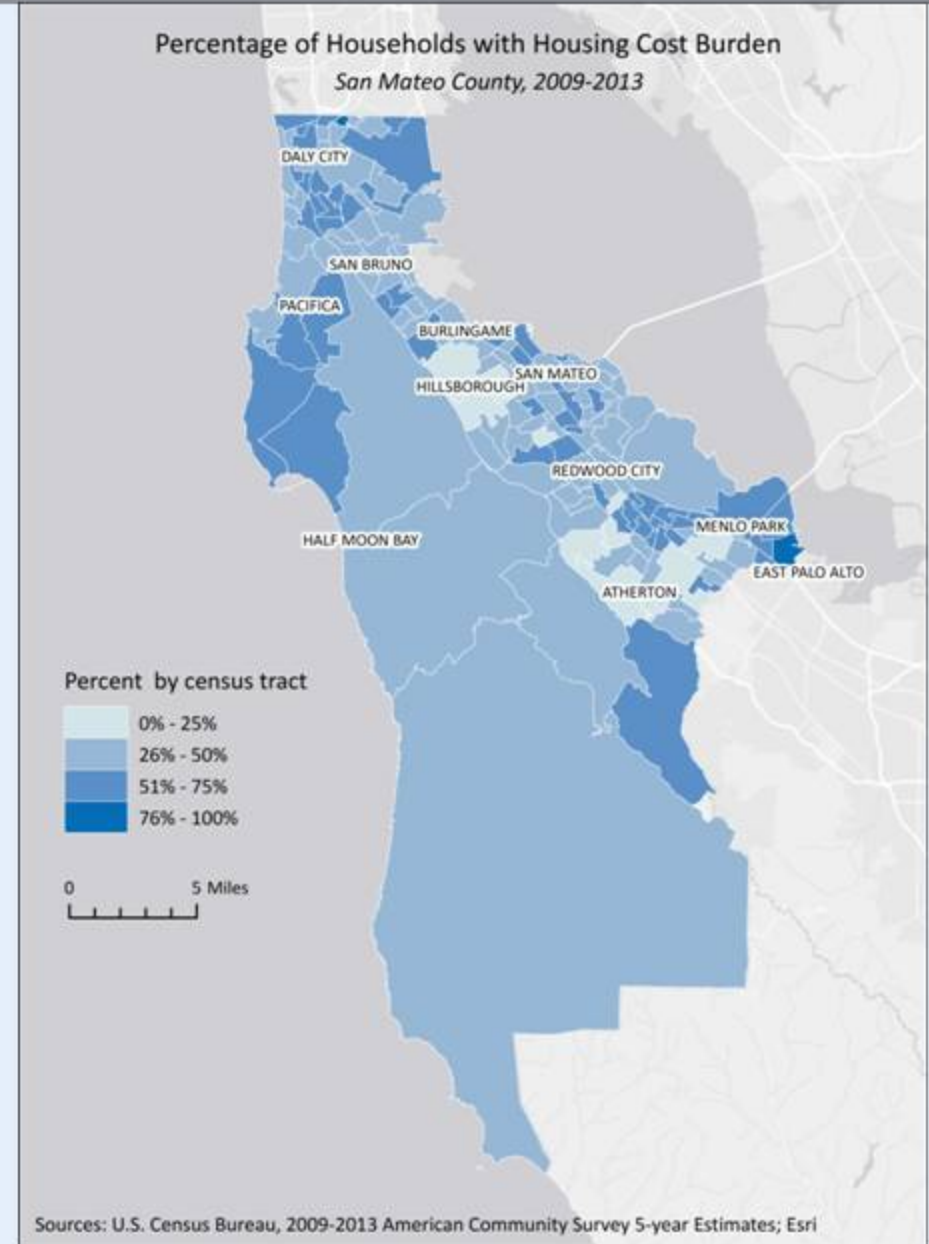 Percentage of Households with Housing Cost Burden
San Mateo County, 2009-2013
DALY CITY
SAN BRUNO
PACIFICA
BURLINGAME
SAN MATEO
HILLSBOROUGH
REDWOOD CITY
MENLO PARK
HALF MOON BAY
EAST PALO ALTO
ATHERTON
Percent by census tract
0% - 25%
26% - 50%
51% - 75%
76% - 100%
0 5 Miles
Sources: U.S. Census Bureau, 2009-2013 American Community Survey 5-year Estimates; Esri